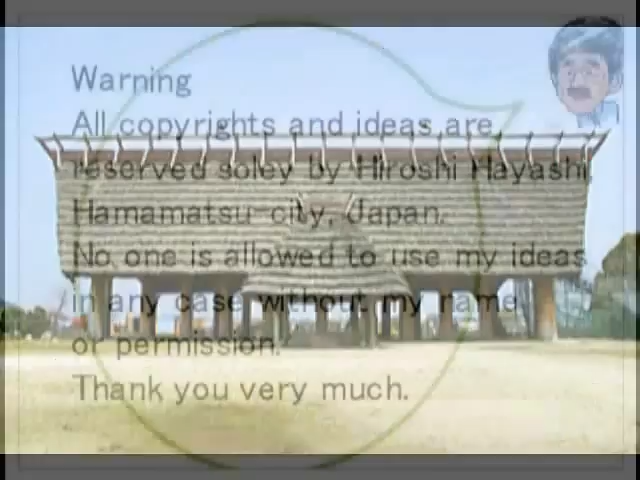 Warning
All copyrights and ideas are
reserved soley by Hiroshi Hayashi,
Hamamatsu-city, Japan.
No one is allowed to use my ideas
in any case without my name
or permission.
Thank you very much.